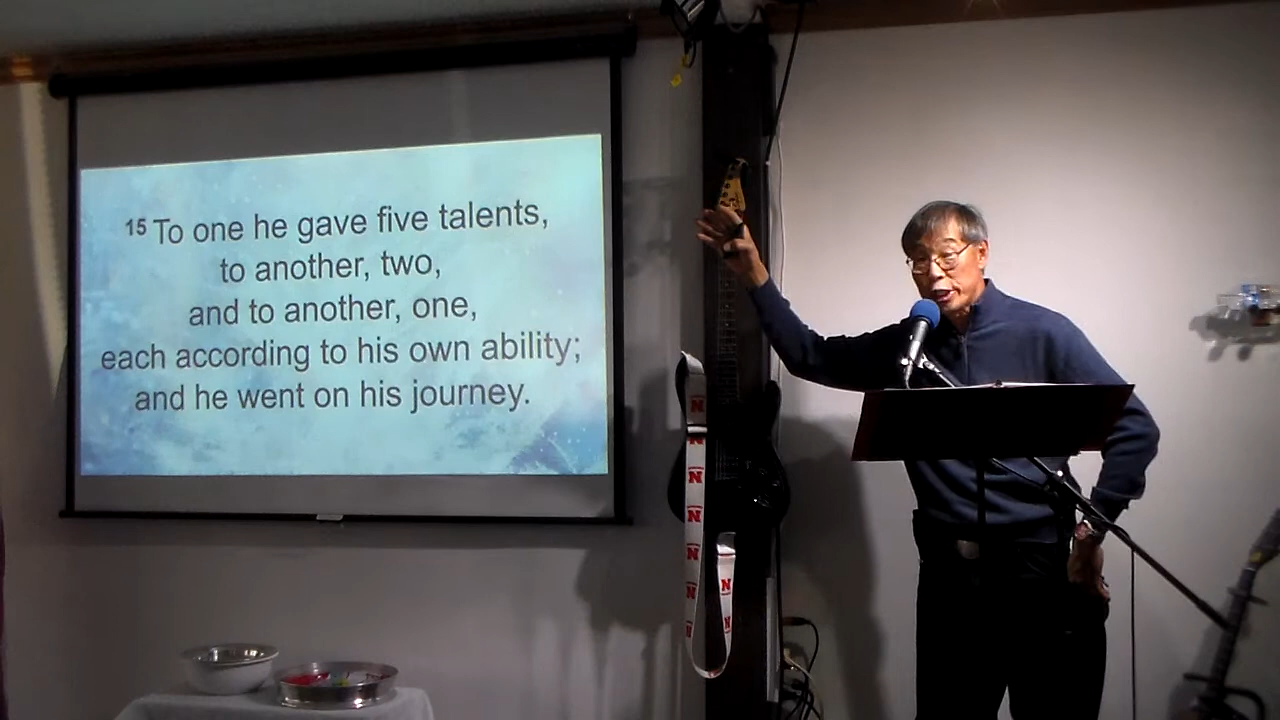 15 To one he gave five talents,
to another, two,
and to another, one,
each according to his own ability;
and he went on his journey.
N
N
N
N
N
N
N
N
N